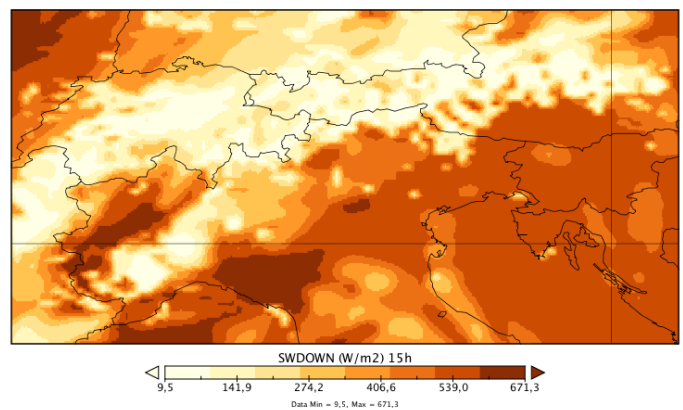 SWDOWN (W/m2) 15h
9,5 141,9 274,2 406,6 539,0 671,3
Data Min = 9,5, Max = 671,3